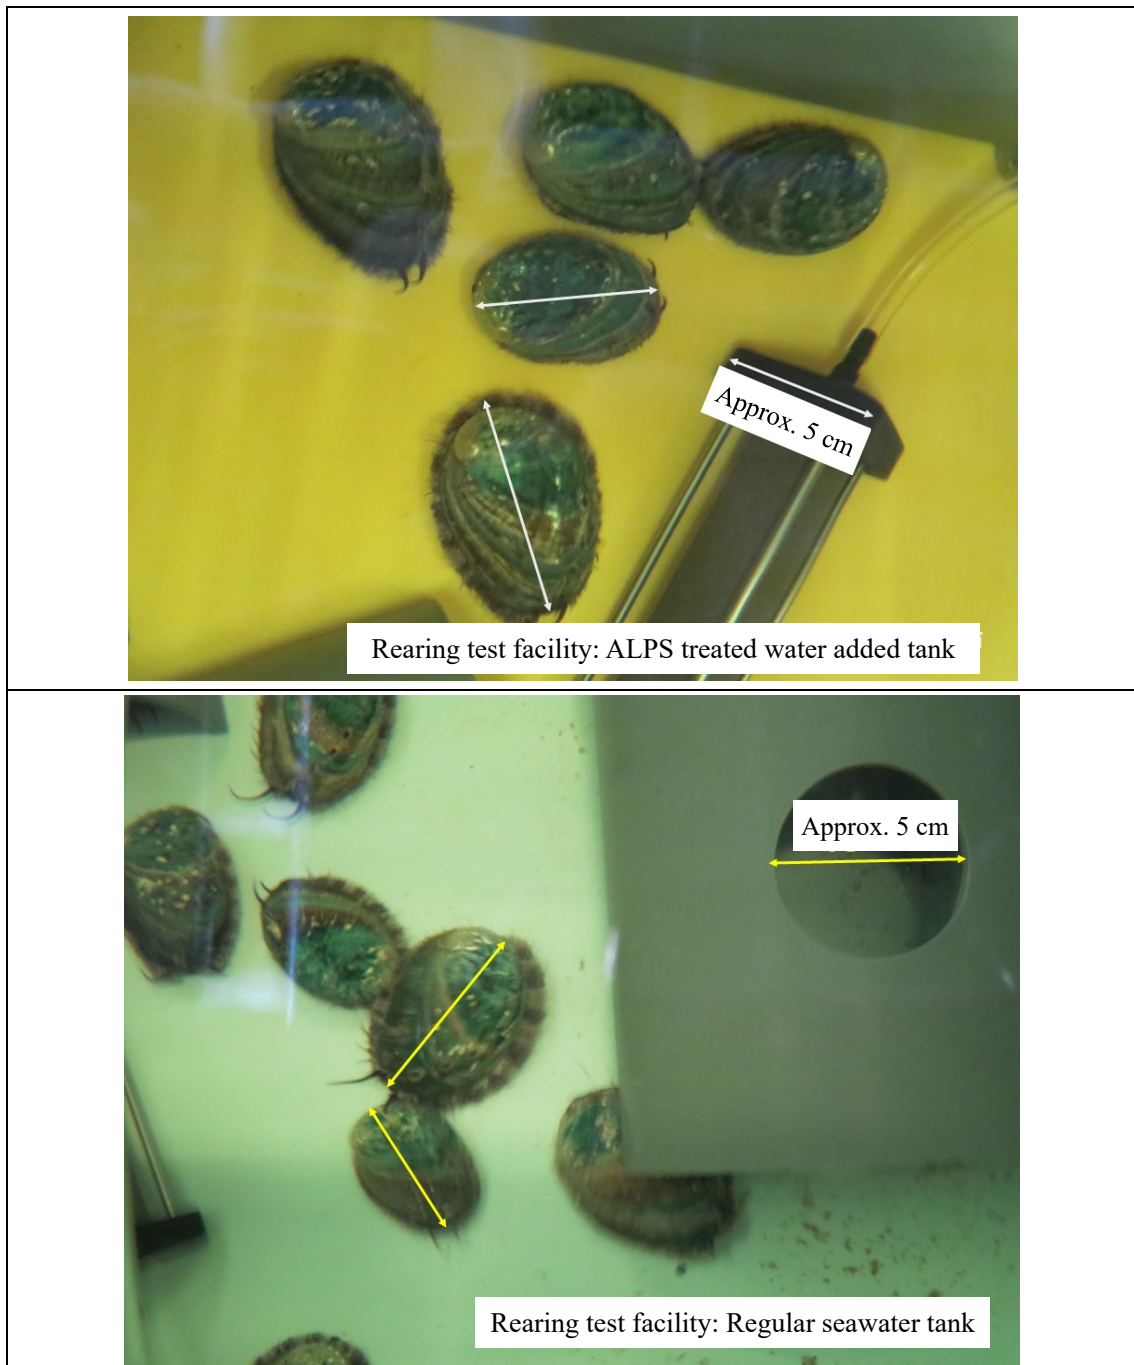 Approx. 5 cm
Rearing test facility: ALPS treated water added tank
Approx. 5 cm
Rearing test facility: Regular seawater tank